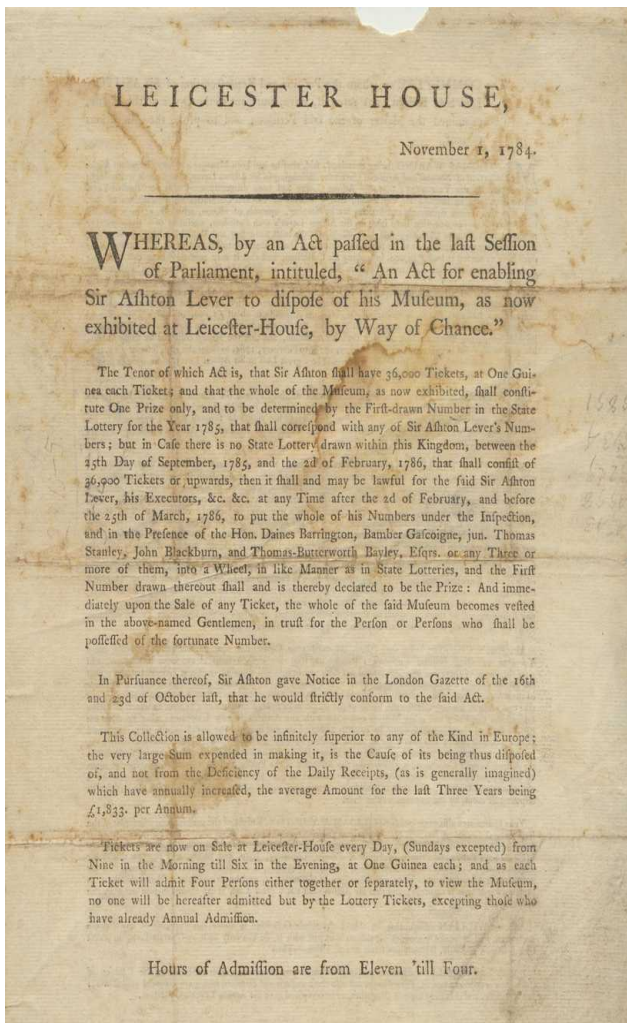 LEICESTER HOUSE,
November 1, 1784.
WHEREAS, by an Act paſſed in the laſt Seſſion
of Parliament, intituled, “ An Act for enabling
Sir Aſhton Lever to diſpoſe of his Muſeum, as now
exhibited at Leiceſter-Houſe, by Way of Chance.”
The Tenor of which Act is, that Sir Aſhton ſhall have 36,000 Tickets, at One Gui-
nea each Ticket; and that the whole of the Muſeum, as now exhibited, ſhall conſti-
tute One Prize only, and to be determined by the Firſt-drawn Number in the State
Lottery for the Year 1785, that ſhall correſpond with any of Sir Aſhton Lever's Num-
bers; but in Caſe there is no State Lottery drawn within this Kingdom, between the
25th Day of September, 1785, and the 2d of February, 1786, that ſhall conſiſt of
36,000 Tickets or upwards, then it ſhall and may be lawful for the ſaid Sir Aſhton
Lever, his Executors, &c. &c. at any Time after the 2d of February, and before
the 25th of March, 1786, to put the whole of his Numbers under the Inſpection,
and in the Preſence of the Hon. Daines Barrington, Bamber Gaſcoigne, jun. Thomas
Stanley, John Blackburn, and Thomas-Butterworth Bayley, Eſqrs. or any Three or
more of them, into a Wheel, in like Manner as in State Lotteries, and the Firſt
Number drawn thereout ſhall and is thereby declared to be the Prize : And imme-
diately upon the Sale of any Ticket, the whole of the ſaid Muſeum becomes veſted
in the above-named Gentlemen, in truſt for the Perſon or Perſons who ſhall be
poſſeſſed of the fortunate Number.
In Purſuance thereof, Sir Aſhton gave Notice in the London Gazette of the 16th
and 23d of October laſt, that he would ſtrictly conform to the ſaid Act.
This Collection is allowed to be infinitely ſuperior to any of the Kind in Europe;
the very large Sum expended in making it, is the Cauſe of its being thus diſpoſed
of, and not from the Deficiency of the Daily Receipts, (as is generally imagined)
which have annually increaſed, the average Amount for the laſt Three Years being
£1,833. per Annum.
Tickets are now on Sale at Leiceſter-Houſe every Day, (Sundays excepted) from
Nine in the Morning till Six in the Evening, at One Guinea each; and as each
Ticket will admit Four Perſons either together or ſeparately, to view the Muſeum,
no one will be hereafter admitted but by the Lottery Tickets, excepting thoſe who
have already Annual Admiſſion.
Hours of Admiſſion are from Eleven 'till Four.